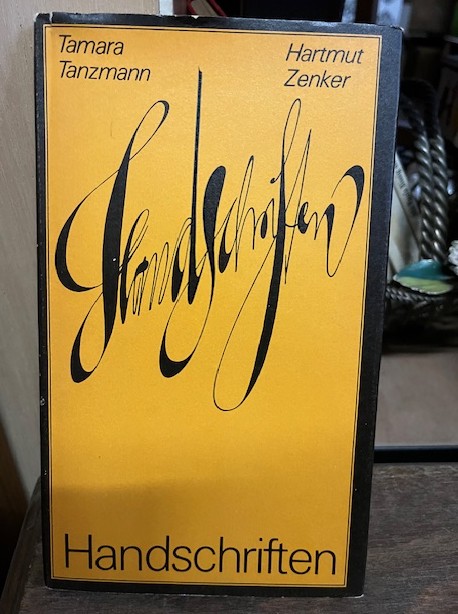 Tamara
Tanzmann
Hartmut
Zenker
Handschriften
Handschriften